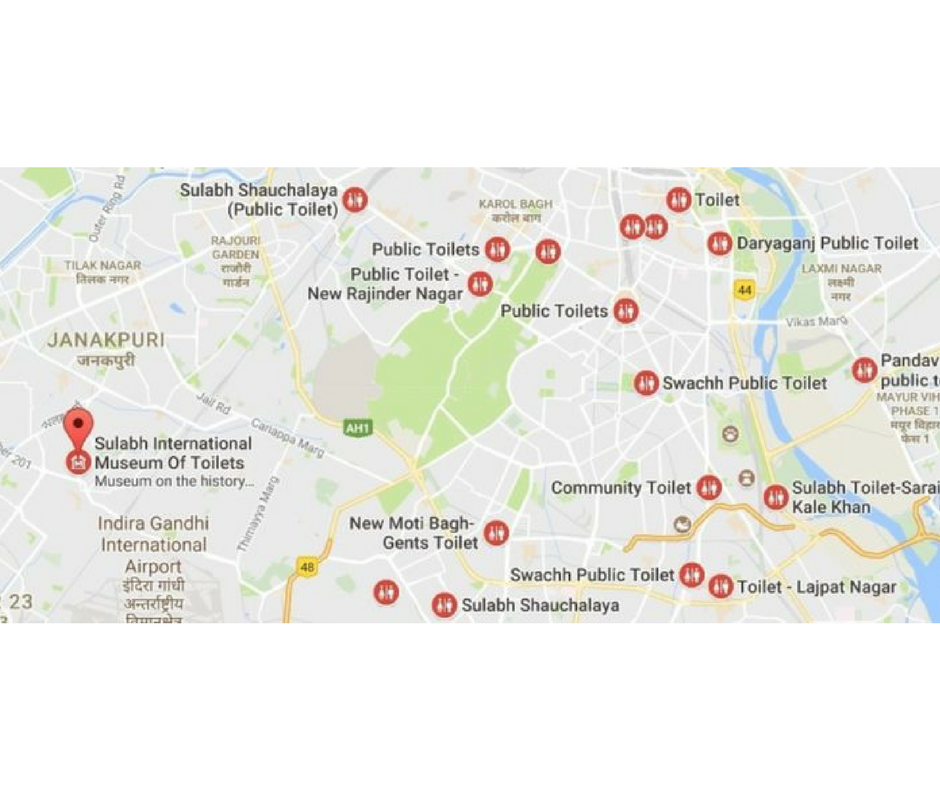 Sulabh Shauchalaya
(Public Toilet)
Toilet
KAROL BAGH
करोल बाग
Outer Ring Rd
RAJOURI
GARDEN
राजौरी
गार्डन
Public Toilets
Daryaganj Public Toilet
TILAK NAGAR
तिलक नगर
LAXMI NAGAR
लक्ष्मी
नगर
Public Toilet -
New Rajinder Nagar
44
Public Toilets
Vikas Marg
JANAKPURI
जनकपुरी
Pandav
public t
MAYUR VIH
PHASE 1
मयूर विहार
फेस 1
Swachh Public Toilet
Jail Rd
Cariappa Marg
AH1
Sulabh International
Museum Of Toilets
Museum on the history...
er 201
Thimayya Marg
Community Toilet
Sulabh Toilet-Sarai
Kale Khan
Indira Gandhi
International
Airport
इंदिरा गांधी
अन्तर्राष्ट्रीय
विमानक्षेत्र
New Moti Bagh-
Gents Toilet
48
Swachh Public Toilet
Toilet - Lajpat Nagar
23
3
Sulabh Shauchalaya